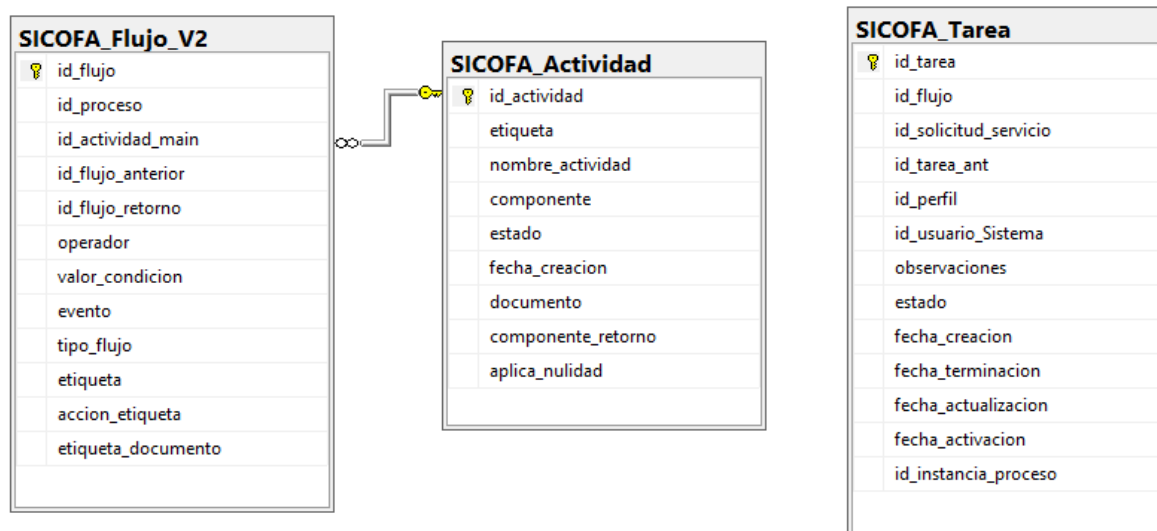 SICOFA_Flujo_V2
id_flujo
id_proceso
id_actividad_main
id_flujo_anterior
id_flujo_retorno
operador
valor_condicion
evento
tipo_flujo
etiqueta
accion_etiqueta
etiqueta_documento
SICOFA_Actividad
id_actividad
etiqueta
nombre_actividad
componente
estado
fecha_creacion
documento
componente_retorno
aplica_nulidad
SICOFA_Tarea
id_tarea
id_flujo
id_solicitud_servicio
id_tarea_ant
id_perfil
id_usuario_Sistema
observaciones
estado
fecha_creacion
fecha_terminacion
fecha_actualizacion
fecha_activacion
id_instancia_proceso